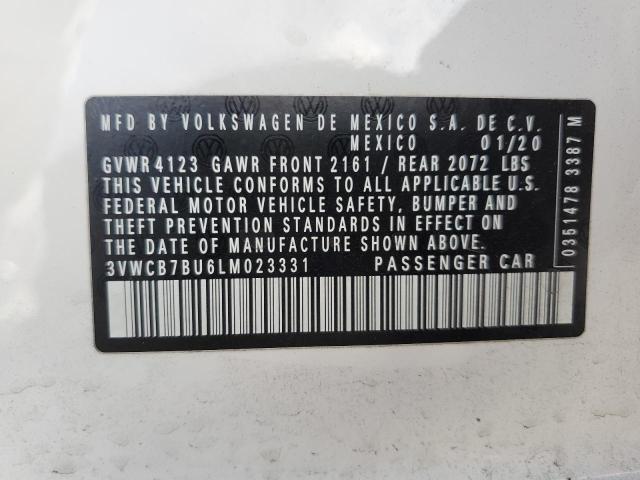 MFD BY VOLKSWAGEN DE MEXICO S.A. DE C.V.
MEXICO 01/20
GVWR 4123 GAWR FRONT 2161 / REAR 2072 LBS
THIS VEHICLE CONFORMS TO ALL APPLICABLE U.S.
FEDERAL MOTOR VEHICLE SAFETY, BUMPER AND
THEFT PREVENTION STANDARDS IN EFFECT ON
THE DATE OF MANUFACTURE SHOWN ABOVE.
3VWCB7BU6LM023331 PASSENGER CAR
0351478 3387 M